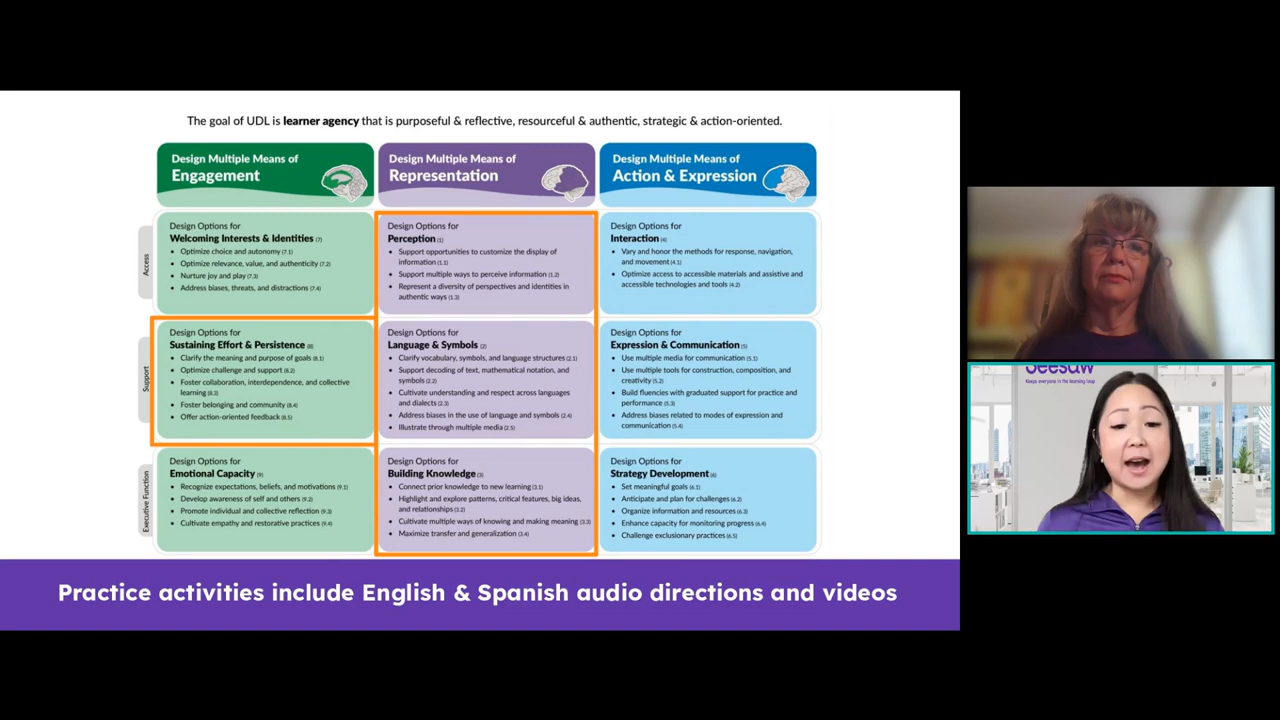 The goal of UDL is learner agency that is purposeful & reflective, resourceful & authentic, strategic & action-oriented.
Design Multiple Means of
Engagement
Design Multiple Means of
Representation
Design Multiple Means of
Action & Expression
Access
Design Options for
Welcoming Interests & Identities (7)
• Optimize choice and autonomy (7.1)
• Optimize relevance, value, and authenticity (7.2)
• Nurture joy and play (7.3)
• Address biases, threats, and distractions (7.4)
Design Options for
Perception (1)
• Support opportunities to customize the display of
information (1.1)
• Support multiple ways to perceive information (1.2)
• Represent a diversity of perspectives and identities in
authentic ways (1.3)
Design Options for
Interaction (4)
• Vary and honor the methods for response, navigation,
and movement (4.1)
• Optimize access to accessible materials and assistive and
accessible technologies and tools (4.2)
Support
Design Options for
Sustaining Effort & Persistence (8)
• Clarify the meaning and purpose of goals (8.1)
• Optimize challenge and support (8.2)
• Foster collaboration, interdependence, and collective
learning (8.3)
• Foster belonging and community (8.4)
• Offer action-oriented feedback (8.5)
Design Options for
Language & Symbols (2)
• Clarify vocabulary, symbols, and language structures (2.1)
• Support decoding of text, mathematical notation, and
symbols (2.2)
• Cultivate understanding and respect across languages
and dialects (2.3)
• Address biases in the use of language and symbols (2.4)
• Illustrate through multiple media (2.5)
Design Options for
Expression & Communication (5)
• Use multiple media for communication (5.1)
• Use multiple tools for construction, composition, and
creativity (5.2)
• Build fluencies with graduated support for practice and
performance (5.3)
• Address biases related to modes of expression and
communication (5.4)
Executive Function
Design Options for
Emotional Capacity (9)
• Recognize expectations, beliefs, and motivations (9.1)
• Develop awareness of self and others (9.2)
• Promote individual and collective reflection (9.3)
• Cultivate empathy and restorative practices (9.4)
Design Options for
Building Knowledge (3)
• Connect prior knowledge to new learning (3.1)
• Highlight and explore patterns, critical features, big ideas,
and relationships (3.2)
• Cultivate multiple ways of knowing and making meaning (3.3)
• Maximize transfer and generalization (3.4)
Design Options for
Strategy Development (6)
• Set meaningful goals (6.1)
• Anticipate and plan for challenges (6.2)
• Organize information and resources (6.3)
• Enhance capacity for monitoring progress (6.4)
• Challenge exclusionary practices (6.5)
Practice activities include English & Spanish audio directions and videos
Seesaw
Keeps everyone in the learning loop